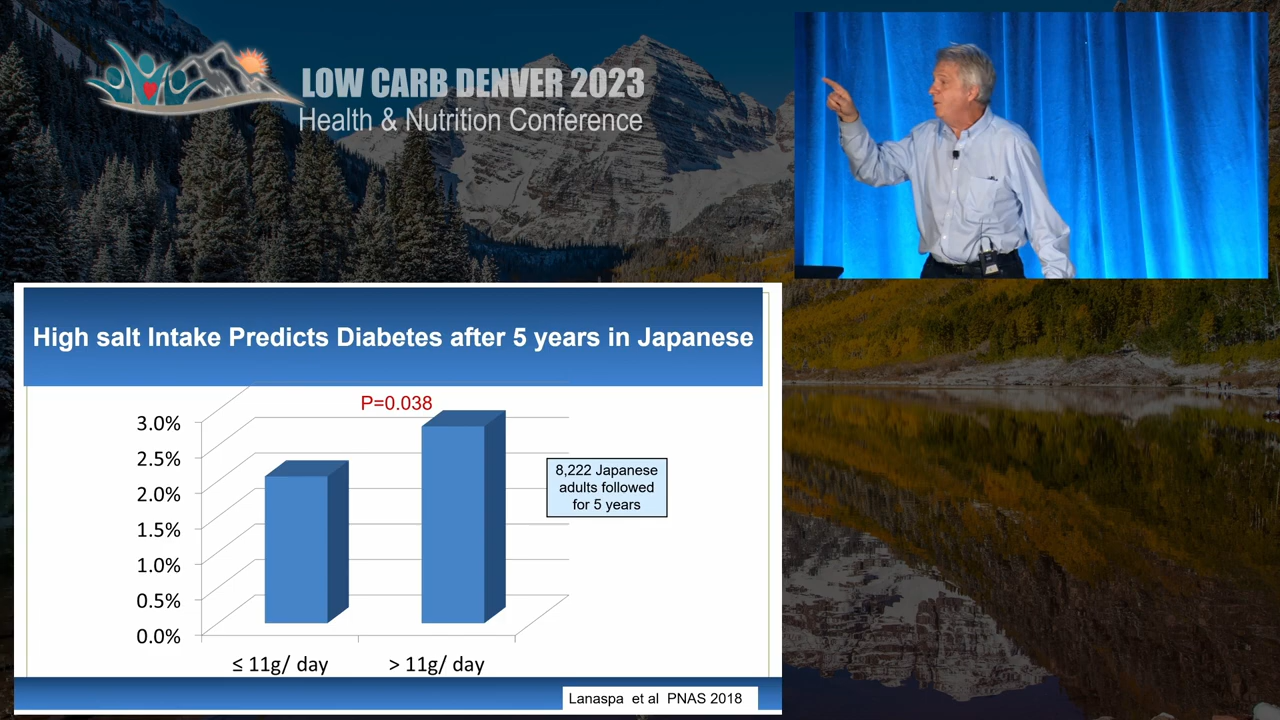 LOW CARB DENVER 2023
Health & Nutrition Conference
High salt Intake Predicts Diabetes after 5 years in Japanese
P=0.038
3.0%
2.5%
2.0%
1.5%
1.0%
0.5%
0.0%
8,222 Japanese
adults followed
for 5 years
≤ 11g/ day
> 11g/ day
Lanaspa et al PNAS 2018